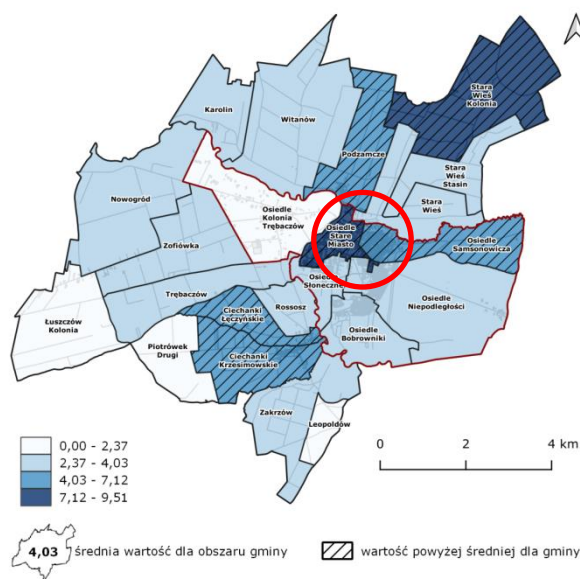 Karolin
Witanów
Podzamcze
Stara
Wieś
Kolonia
Stara
Wieś
Stasin
Stara
Wieś
Nowogród
Osiedle
Kolonia
Trębaczów
Zofiówka
Osiedle
Stare
Miasto
Osiedle
Samsonowicza
Osie
Słoneczne
Trębaczów
Osiedle
Niepodległości
Łuszczów
Kolonia
Ciechanki
Łęczyńskie
Rossosz
Osiedle
Bobrowniki
Piotrówek
Drugi
Ciechanki
Krzesimowskie
Zakrzów
Leopoldów
0,00 - 2,37
2,37 - 4,03
4,03 - 7,12
7,12 - 9,51
0 2 4 km
4,03 średnia wartość dla obszaru gminy
wartość powyżej średniej dla gminy